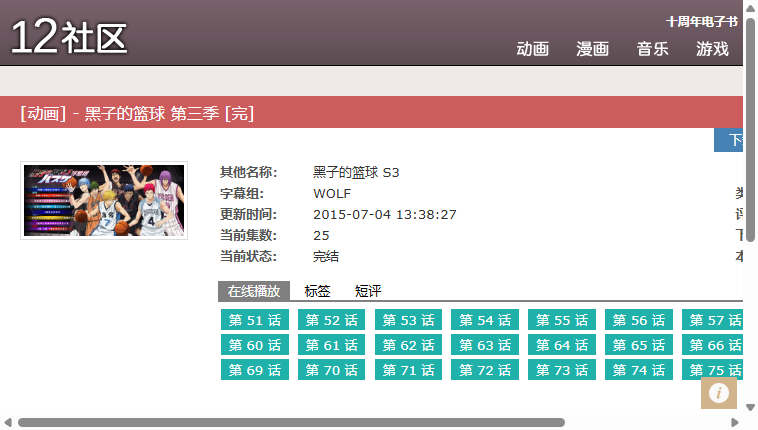 12社区
十周年电子书
动画 漫画 音乐 游戏
[动画] - 黑子的篮球 第三季 [完]
其他名称： 黑子的篮球 S3
字幕组： WOLF
更新时间： 2015-07-04 13:38:27
当前集数： 25
当前状态： 完结
在线播放 标签 短评
第 51 话 第 52 话 第 53 话 第 54 话 第 55 话 第 56 话 第 57 话
第 60 话 第 61 话 第 62 话 第 63 话 第 64 话 第 65 话 第 66 话
第 69 话 第 70 话 第 71 话 第 72 话 第 73 话 第 74 话 第 75 话